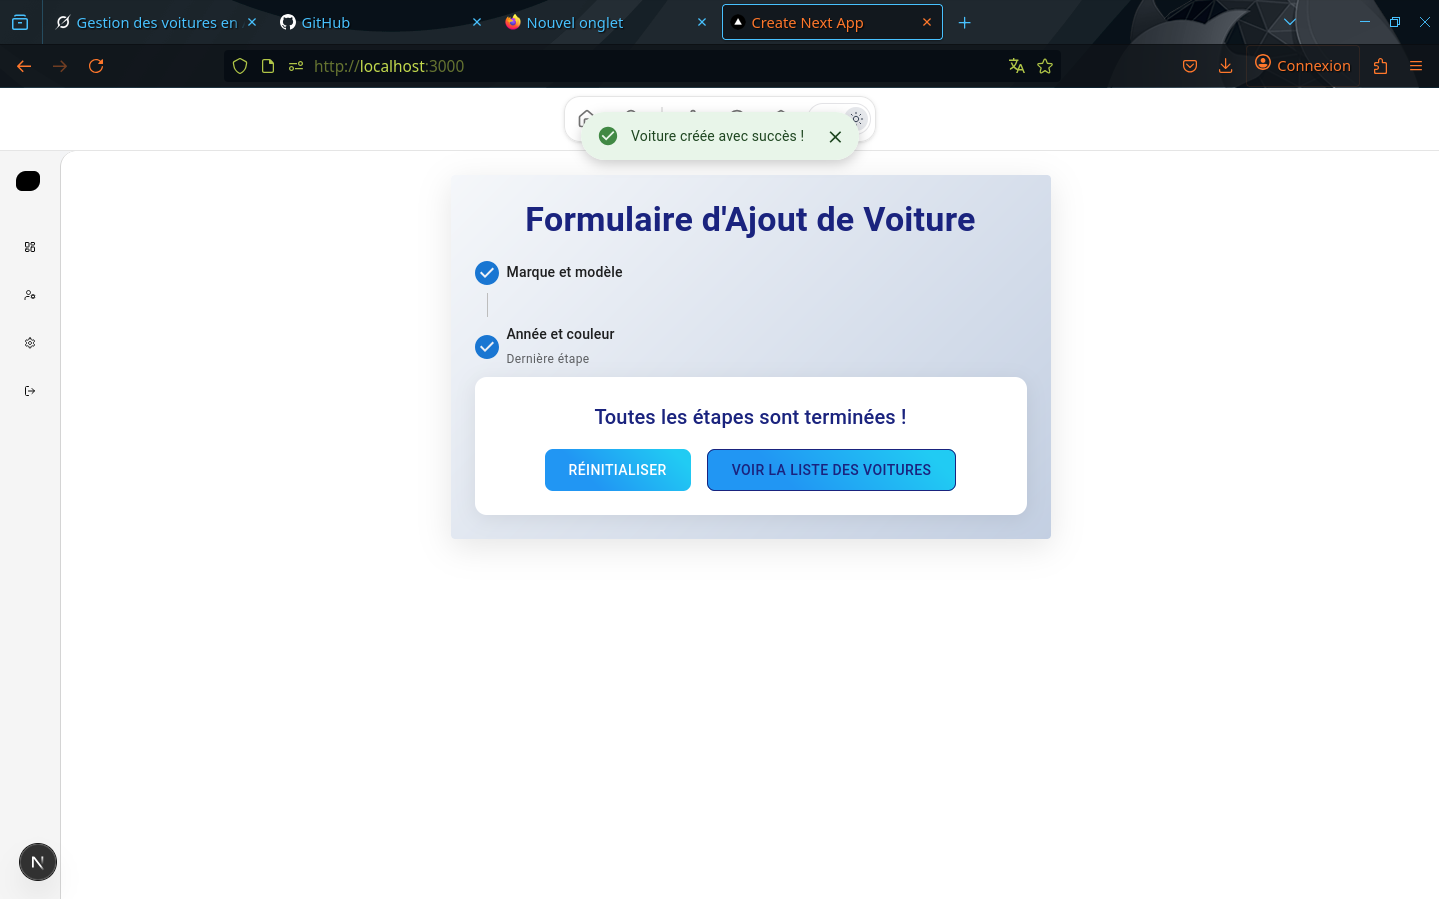 Gestion des voitures en
GitHub
Nouvel onglet
Create Next App
http://localhost:3000
Connexion
Voiture créée avec succès !
Formulaire d'Ajout de Voiture
Marque et modèle
Année et couleur
Dernière étape
Toutes les étapes sont terminées !
RÉINITIALISER
VOIR LA LISTE DES VOITURES
N